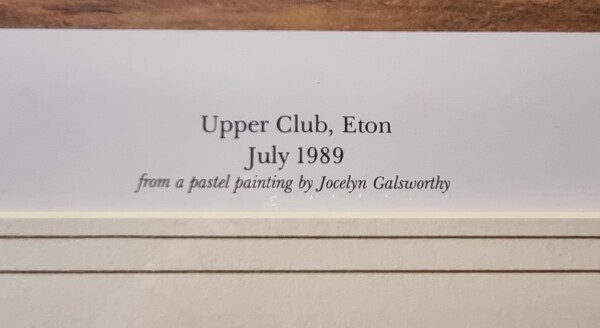 Upper Club, Eton
July 1989
from a pastel painting by Jocelyn Galsworthy